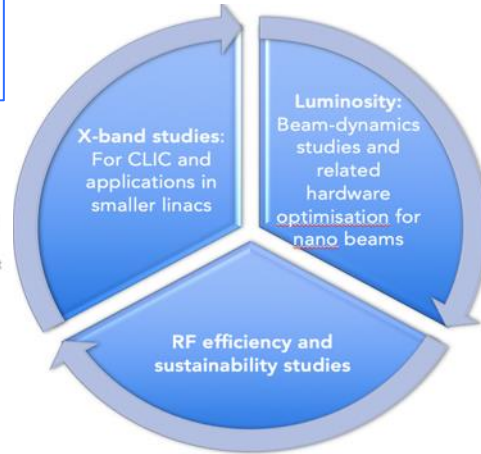 X-band studies:
For CLIC and
applications in
smaller linacs
Luminosity:
Beam-dynamics
studies and
related
hardware
optimisation for
nano beams
RF efficiency and
sustainability studies